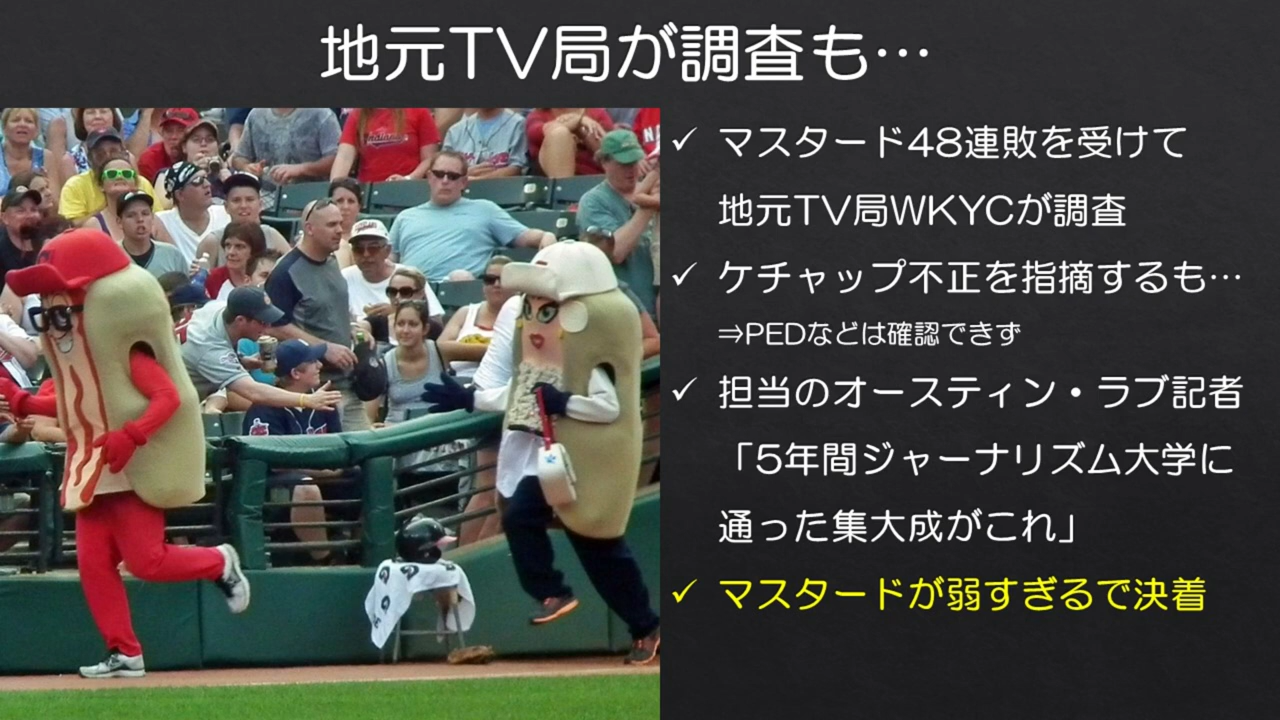 地元TV局が調査も…
✓ マスタード48連敗を受けて
地元TV局WKYCが調査
✓ ケチャップ不正を指摘するも…
⇒PEDなどは確認できず
✓ 担当のオースティン・ラブ記者
「5年間ジャーナリズム大学に
通った集大成がこれ」
✓ マスタードが弱すぎるで決着
Indians